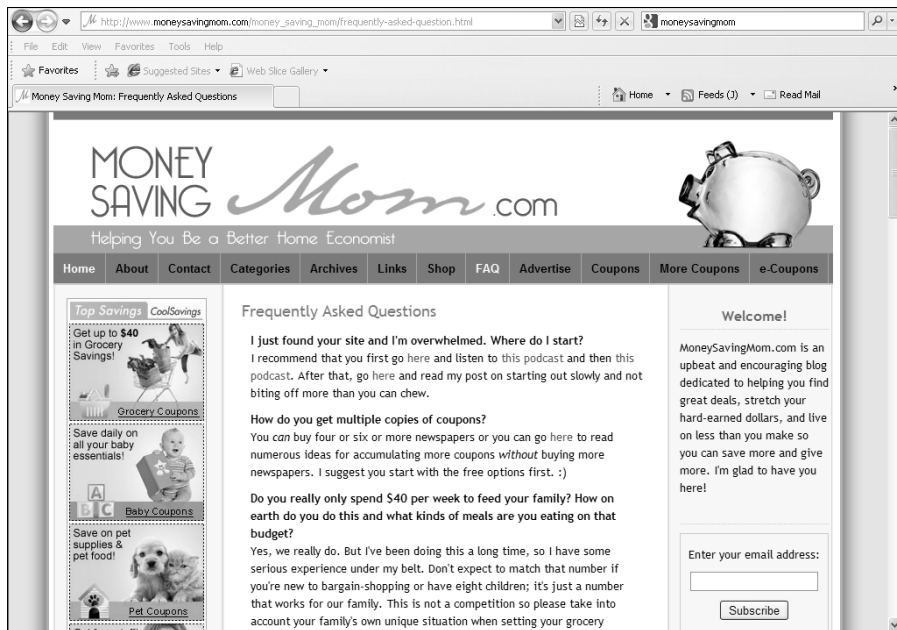 http://www.moneysavingmom.com/money_saving_mom/frequently-asked-question.html
moneysavingmom
File Edit View Favorites Tools Help
Favorites Suggested Sites Web Slice Gallery
Money Saving Mom: Frequently Asked Questions
Home Feeds (J) Read Mail
MONEY
SAVING Mom.com
Helping You Be a Better Home Economist
Home About Contact Categories Archives Links Shop FAQ Advertise Coupons More Coupons e-Coupons
Top Savings CoolSavings
Get up to $40
in Grocery
Savings!
Grocery Coupons
Save daily on
all your baby
essentials!
A
B C
Baby Coupons
Save on pet
supplies &
pet food!
Pet Coupons
Frequently Asked Questions
I just found your site and I'm overwhelmed. Where do I start?
I recommend that you first go here and listen to this podcast and then this
podcast. After that, go here and read my post on starting out slowly and not
biting off more than you can chew.
How do you get multiple copies of coupons?
You can buy four or six or more newspapers or you can go here to read
numerous ideas for accumulating more coupons without buying more
newspapers. I suggest you start with the free options first. :)
Do you really only spend $40 per week to feed your family? How on
earth do you do this and what kinds of meals are you eating on that
budget?
Yes, we really do. But I've been doing this a long time, so I have some
serious experience under my belt. Don't expect to match that number if
you're new to bargain-shopping or have eight children; it's just a number
that works for our family. This is not a competition so please take into
account your family's own unique situation when setting your grocery
Welcome!
MoneySavingMom.com is an
upbeat and encouraging blog
dedicated to helping you find
great deals, stretch your
hard-earned dollars, and live
on less than you make so
you can save more and give
more. I'm glad to have you
here!
Enter your email address:
Subscribe